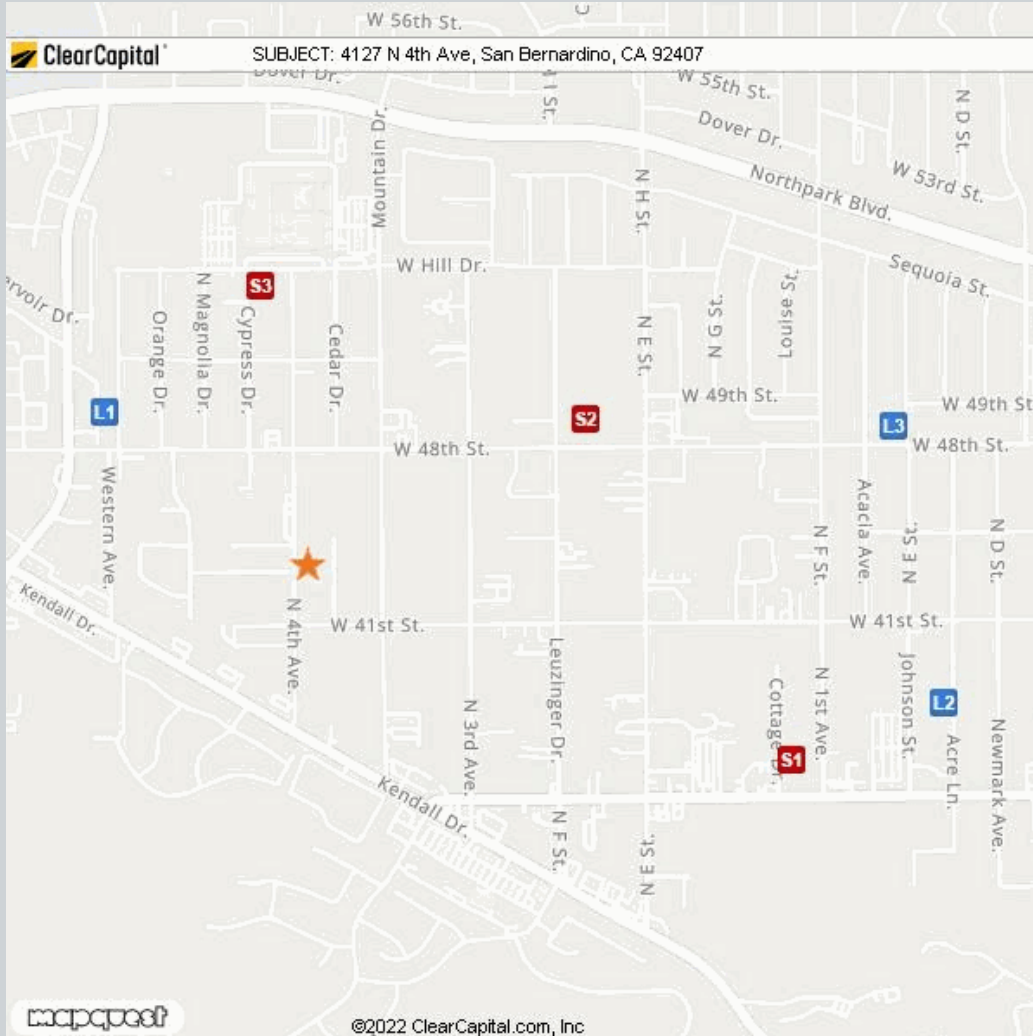 W 56th St.
ClearCapital
SUBJECT: 4127 N 4th Ave, San Bernardino, CA 92407
Dover Dr.
N I St.
W 55th St.
Mountain Dr.
Dover Dr.
N D St.
W 53rd St.
N H St.
Northpark Blvd.
W Hill Dr.
Sequoia St.
S3
N Magnolia Dr.
ervoir Dr.
Orange Dr.
Cypress Dr.
Cedar Dr.
N E St.
N G St.
Louise St.
W 49th St.
W 49th St
L1
S2
L3
W 48th St.
W 48th St.
Western Ave.
Acacia Ave.
N F St.
N E St.
N D St.
Kendall Dr.
N 4th Ave.
W 41st St.
W 41st St.
Leuzinger Dr.
Johnson St.
N 1st Ave.
Cottage Dr.
L2
N 3rd Ave.
S1
Acre Ln.
Newmark Ave.
Kendall Dr.
N F St.
N E St.
mapquest
©2022 ClearCapital.com, Inc